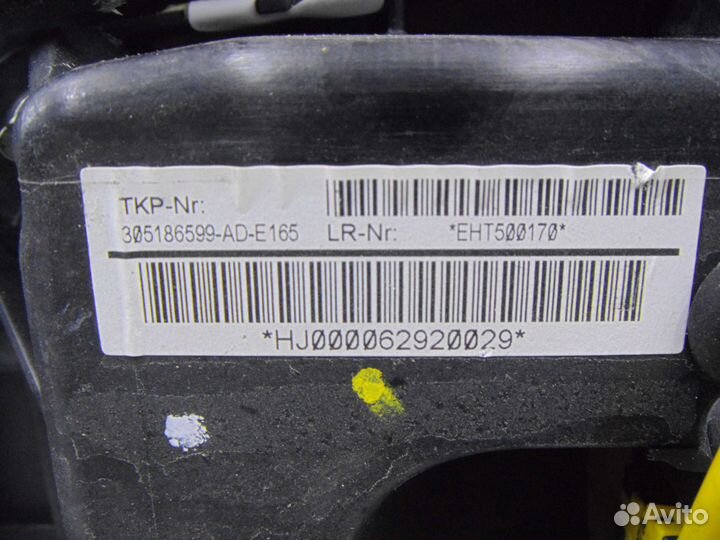 TKP-Nr:
305186599-AD-E165 LR-Nr: *EHT500170*
*HJ000062920029*
Avito